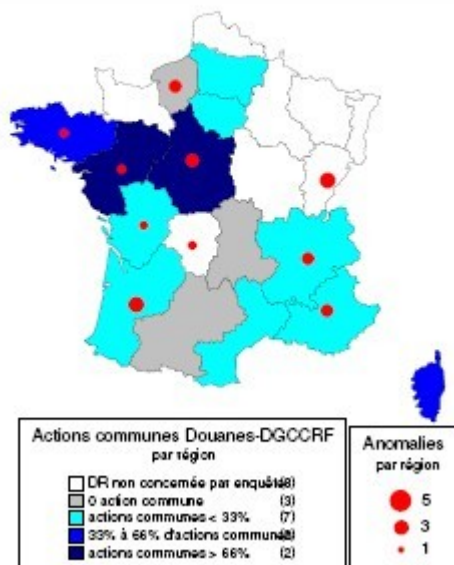 Actions communes Douanes-DGCCRF
par région
DR non concernée par enquête
0 action commune (3)
actions communes < 33% (7)
33% à 66% d'actions communes
actions communes > 66% (2)
Anomalies
par région
5
3
1